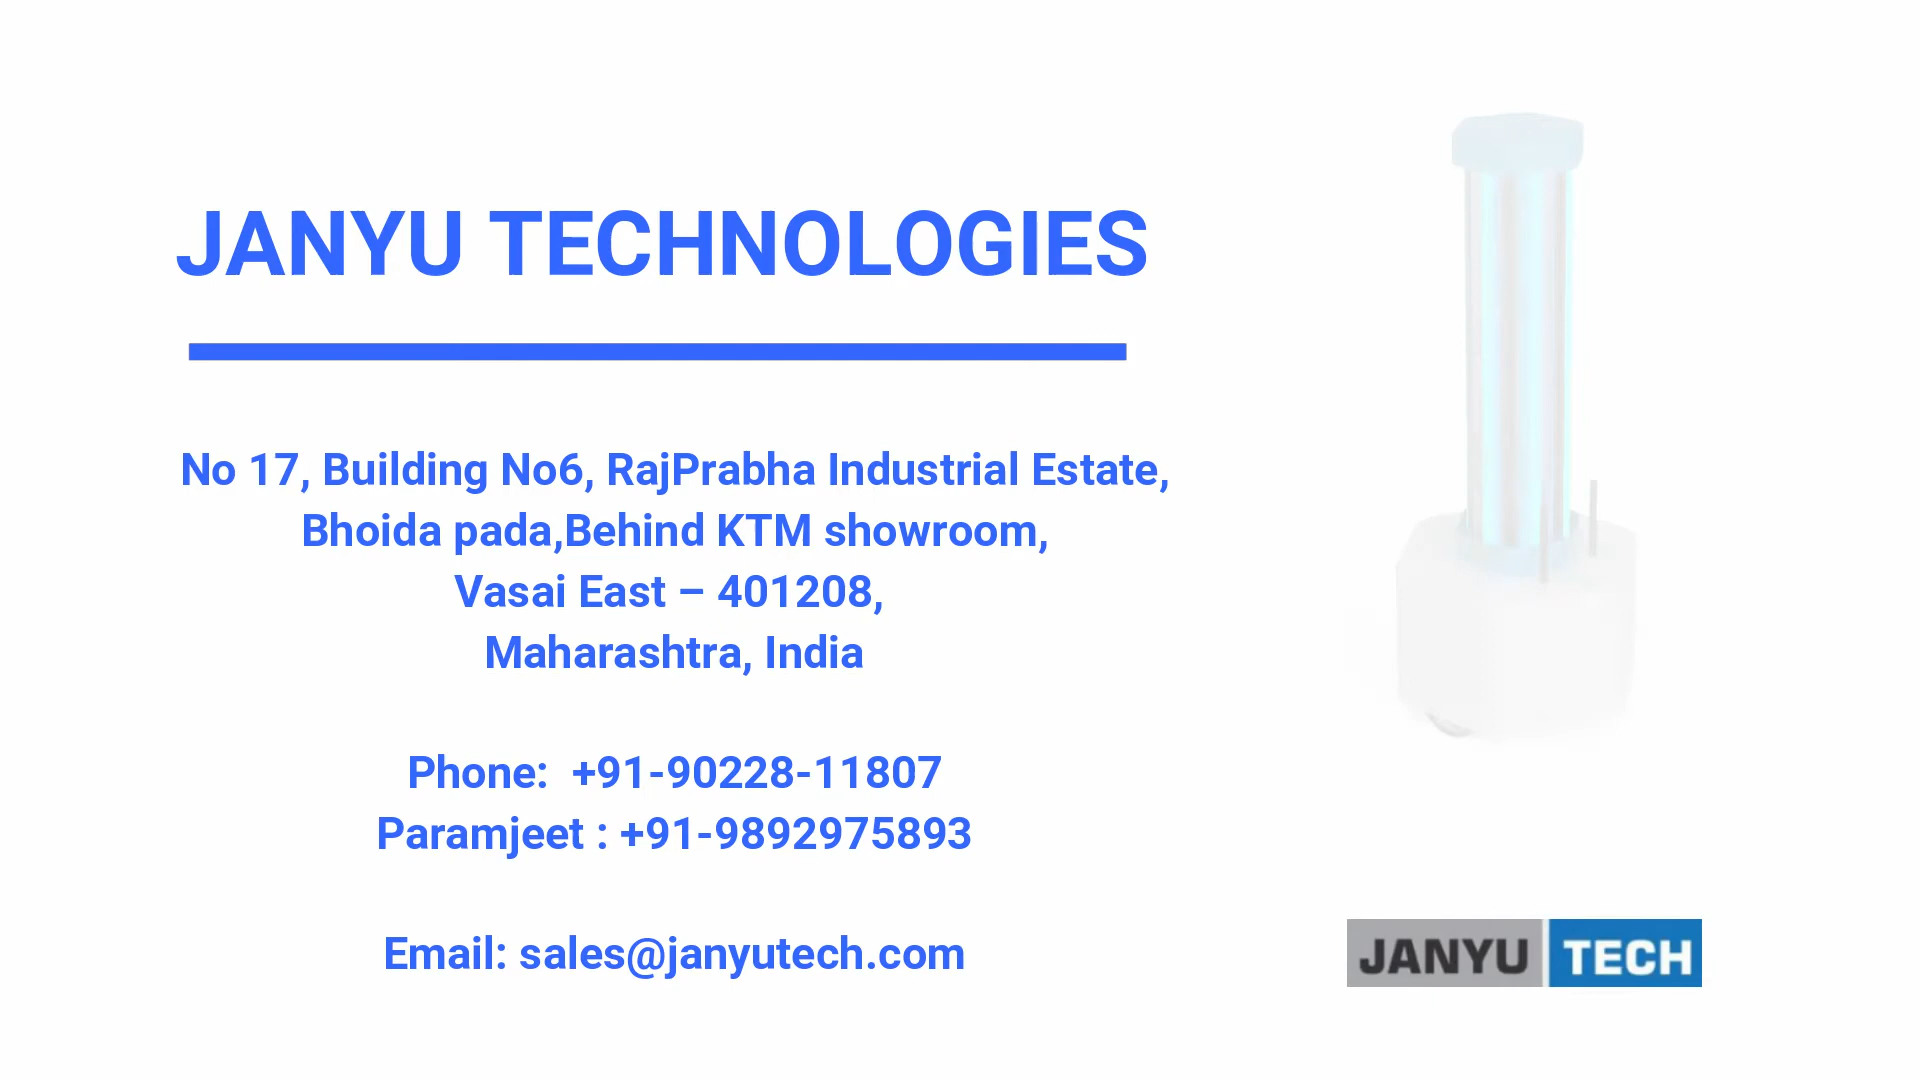 JANYU TECHNOLOGIES
No 17, Building No6, RajPrabha Industrial Estate,
Bhoida pada,Behind KTM showroom,
Vasai East – 401208,
Maharashtra, India
Phone:  +91-90228-11807
Paramjeet : +91-9892975893
Email: sales@janyutech.com
JANYU TECH